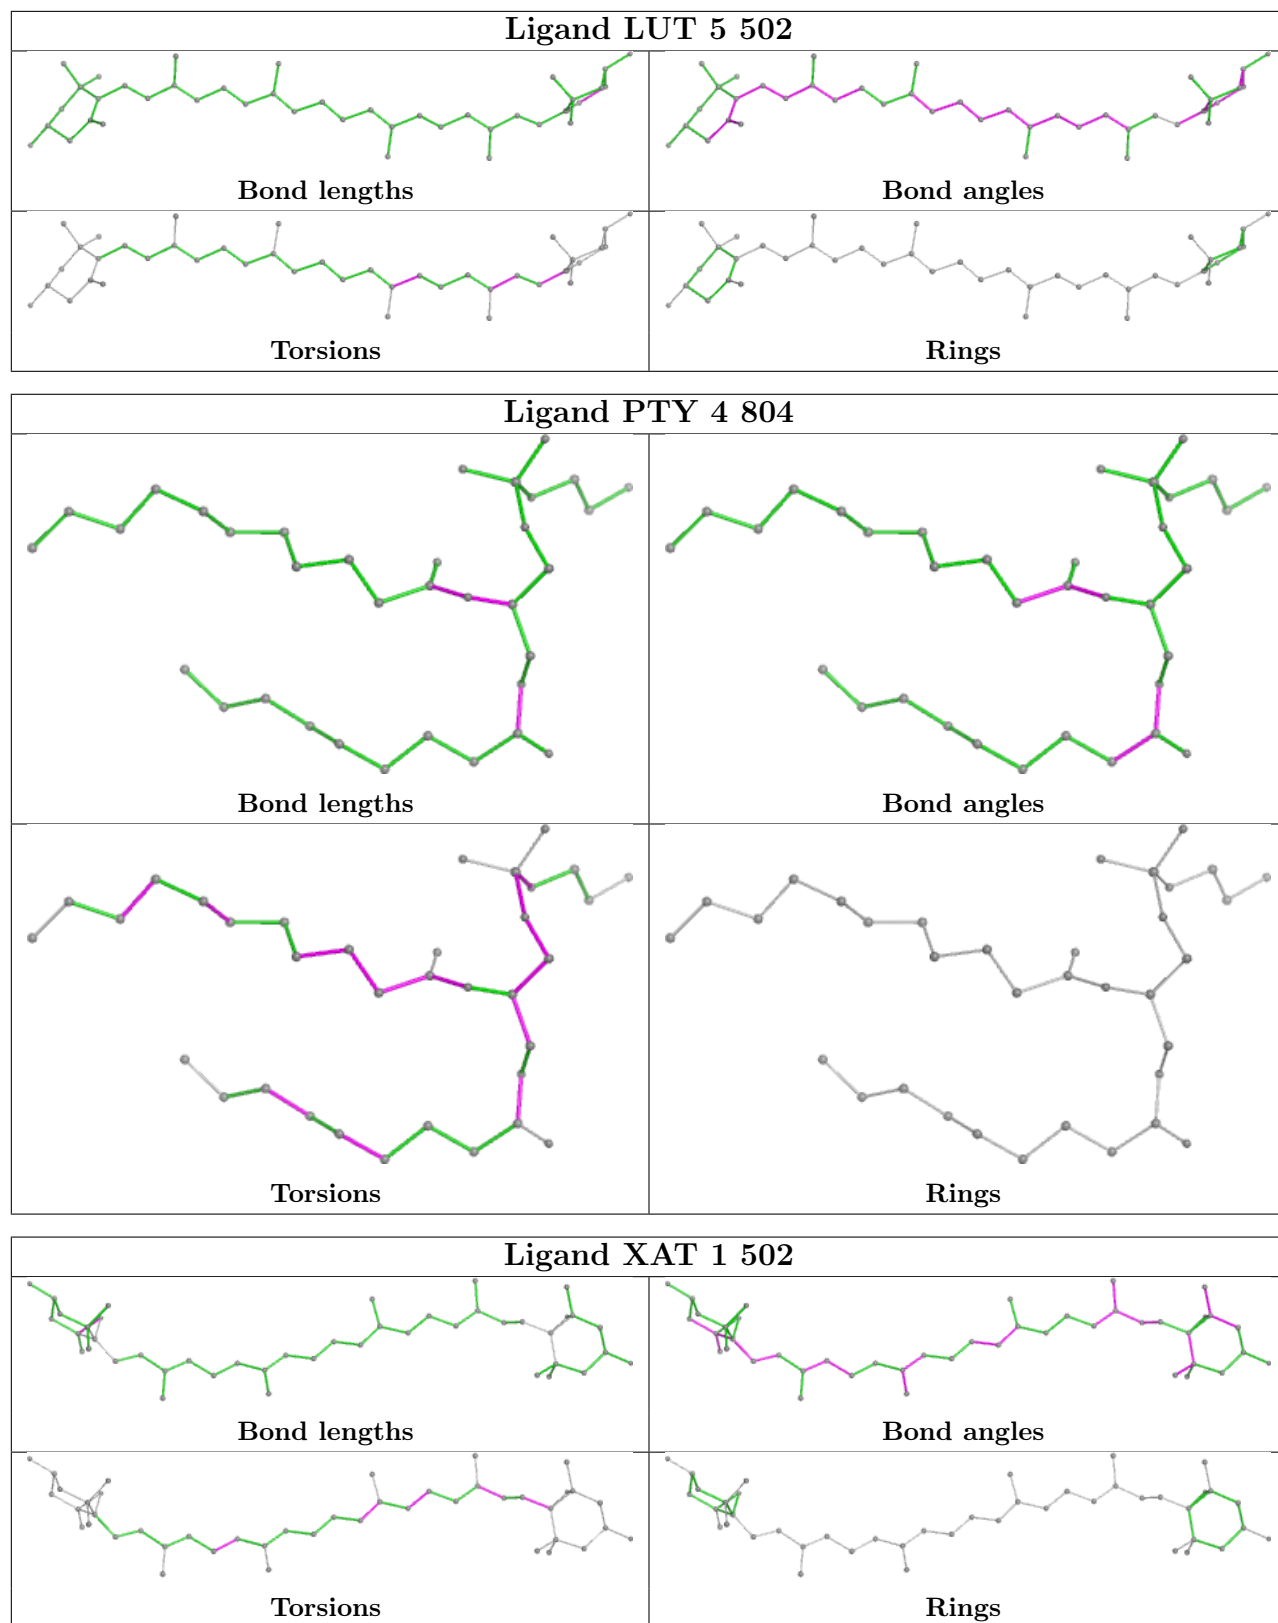 Ligand LUT 5 502
Bond lengths
Bond angles
Torsions
Rings
Ligand PTY 4 804
Bond lengths
Bond angles
Torsions
Rings
Ligand XAT 1 502
Bond lengths
Bond angles
Torsions
Rings